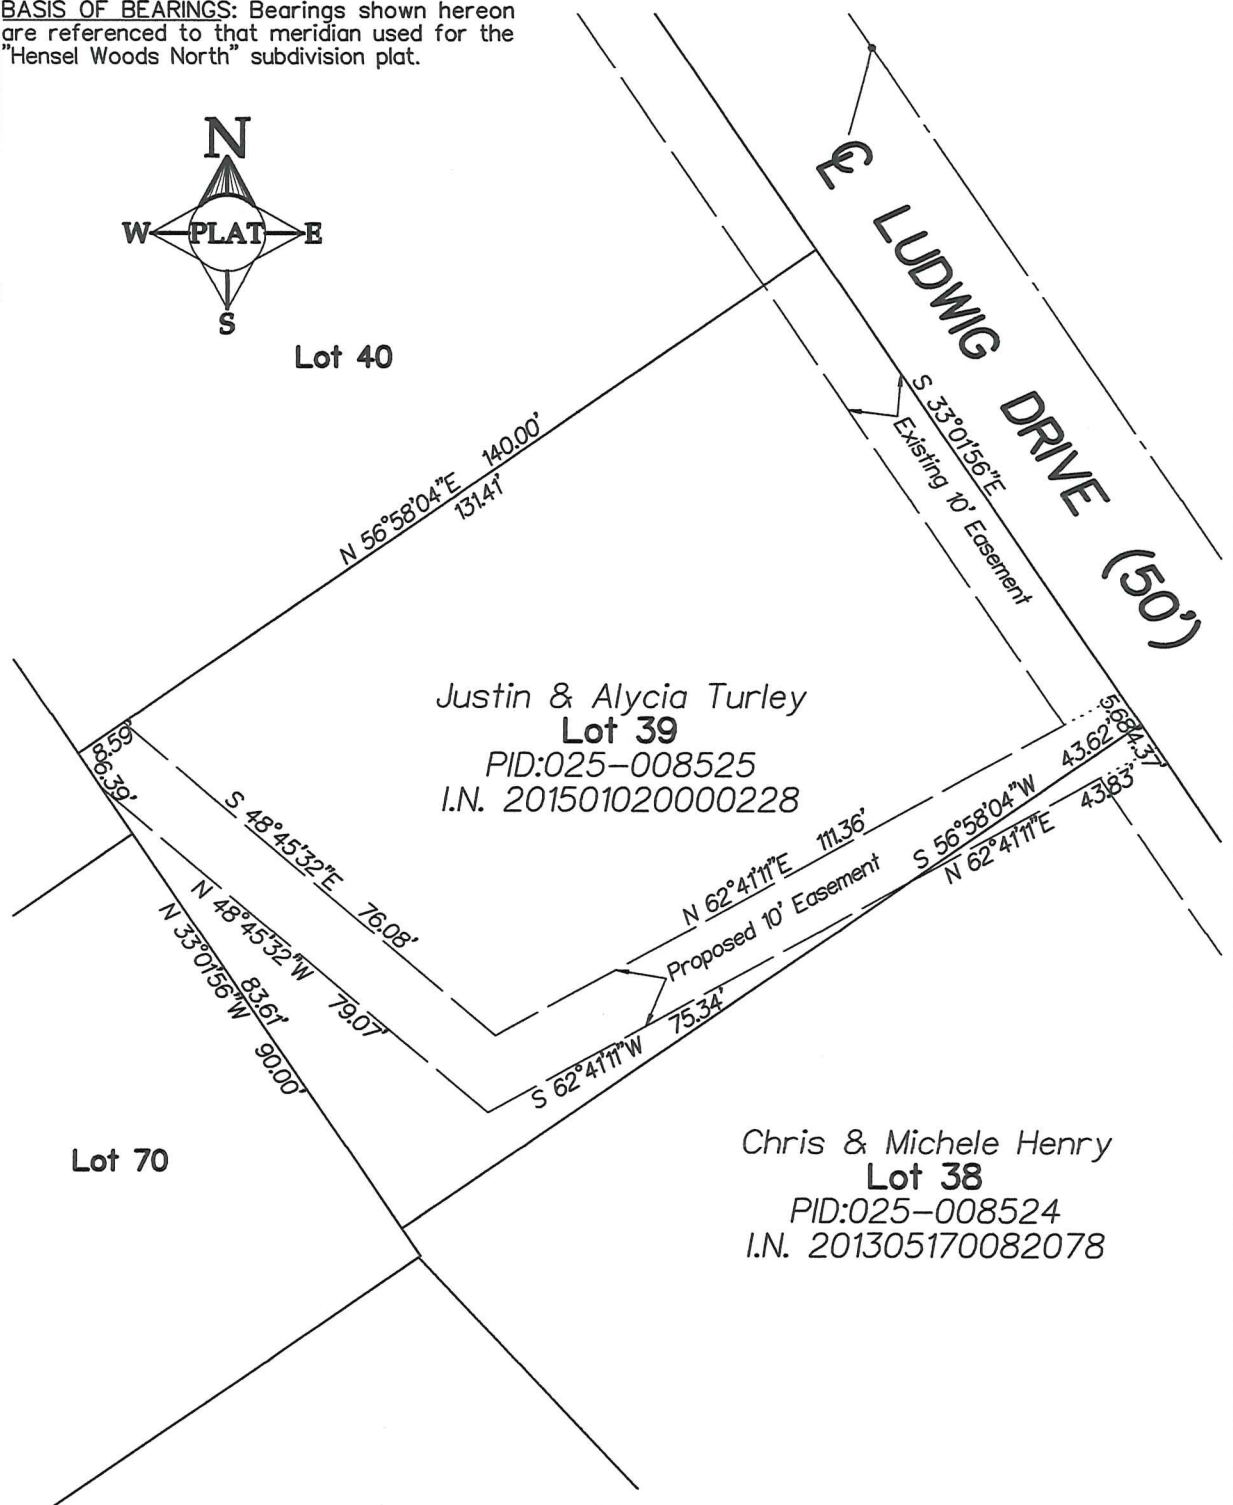 BASIS OF BEARINGS: Bearings shown hereon
are referenced to that meridian used for the
"Hensel Woods North" subdivision plat.
N
W PLAT E
S
Lot 40
℄ LUDWIG DRIVE (50')
S 33°01'56"E
Existing 10' Easement
N 56°58'04"E 140.00'
131.41'
Justin & Alycia Turley
Lot 39
PID:025-008525
I.N. 201501020000228
8.59'
6.39'
S 48°45'32"E 76.08'
N 48°45'32"W 79.07'
N 33°01'56"W 83.61'
90.00'
N 62°41'11"E 111.36'
Proposed 10' Easement
S 62°41'11"W 75.34'
S 56°58'04"W 43.62'
N 62°41'11"E 43.83'
5.68'
4.37'
Lot 70
Chris & Michele Henry
Lot 38
PID:025-008524
I.N. 201305170082078